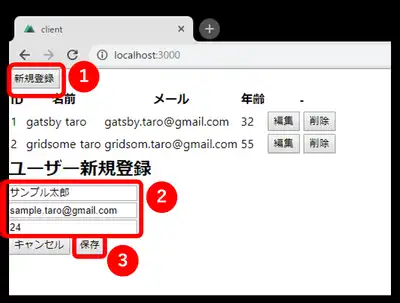 client
localhost:3000
新規登録 1
ID 名前 メール 年齢 -
1 gatsby taro gatsby.taro@gmail.com 32 編集 削除
2 gridsome taro gridsom.taro@gmail.com 55 編集 削除
ユーザー新規登録
サンプル太郎
sample.taro@gmail.com 2
24
キャンセル 保存
3